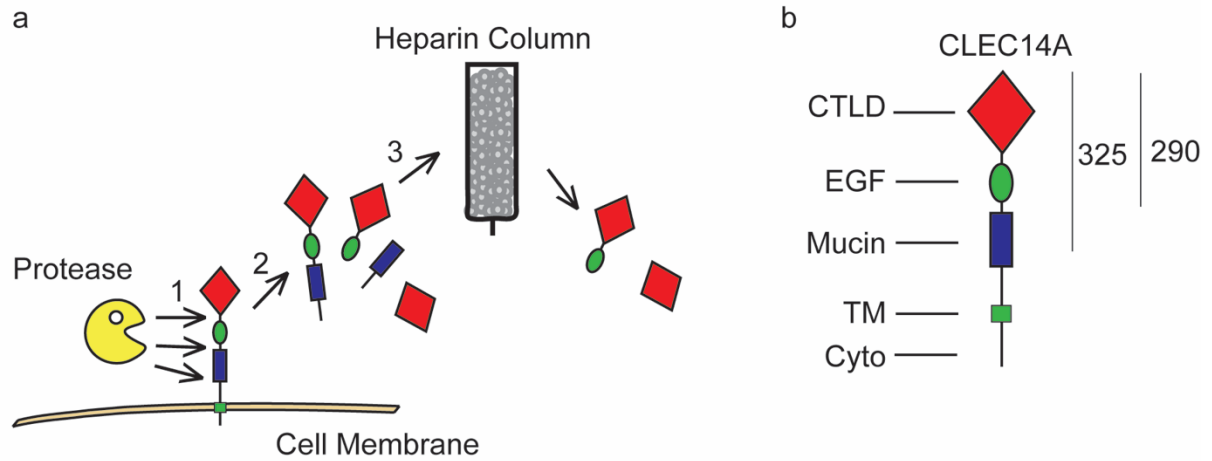 a
Heparin Column
3
Protease
1
2
Cell Membrane
b
CLEC14A
CTLD
325
290
EGF
Mucin
TM
Cyto